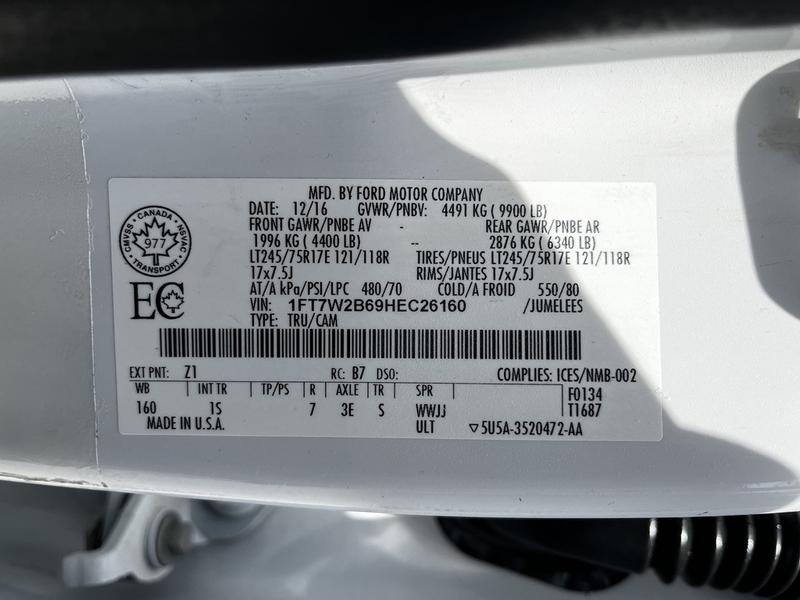 MFD. BY FORD MOTOR COMPANY
DATE: 12/16 GVWR/PNBV: 4491 KG ( 9900 LB)
FRONT GAWR/PNBE AV - REAR GAWR/PNBE AR
1996 KG ( 4400 LB) -- 2876 KG ( 6340 LB)
LT245/75R17E 121/118R TIRES/PNEUS LT245/75R17E 121/118R
17x7.5J RIMS/JANTES 17x7.5J
AT/A kPa/PSI/LPC 480/70 COLD/A FROID 550/80
VIN: 1FT7W2B69HEC26160 /JUMELEES
TYPE: TRU/CAM
CANADA
CMVSS 977 NSVAC
TRANSPORT
EC
EXT PNT: Z1 RC: B7 DSO: COMPLIES: ICES/NMB-002
WB INT TR TP/PS R AXLE TR SPR F0134
160 1S 7 3E S WWJJ T1687
MADE IN U.S.A. ULT ▽5U5A-3520472-AA